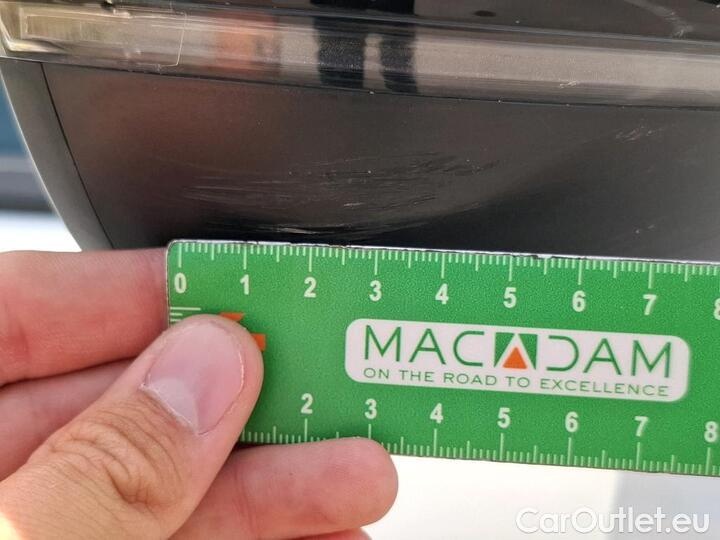 0 1 2 3 4 5 6 7 8
MACADAM
ON THE ROAD TO EXCELLENCE
2 3 4 5 6 7 8
CarOutlet.eu